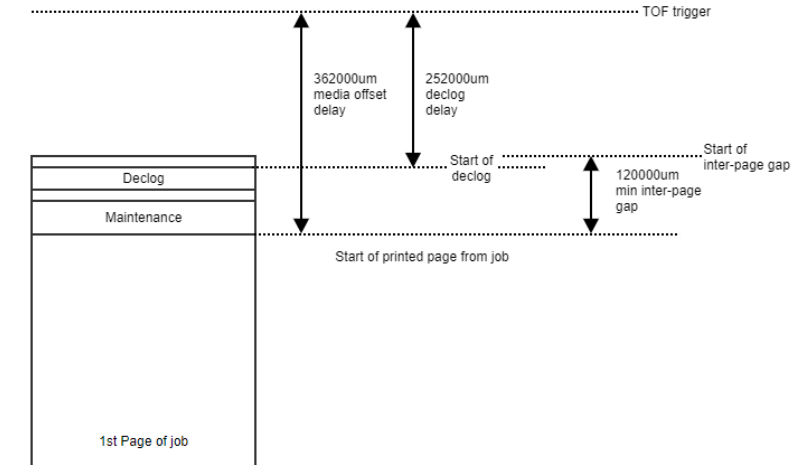 TOF trigger
362000um
media offset
delay
252000um
declog
delay
Start of
declog
Start of
inter-page gap
120000um
min inter-page
gap
Declog
Maintenance
Start of printed page from job
1st Page of job